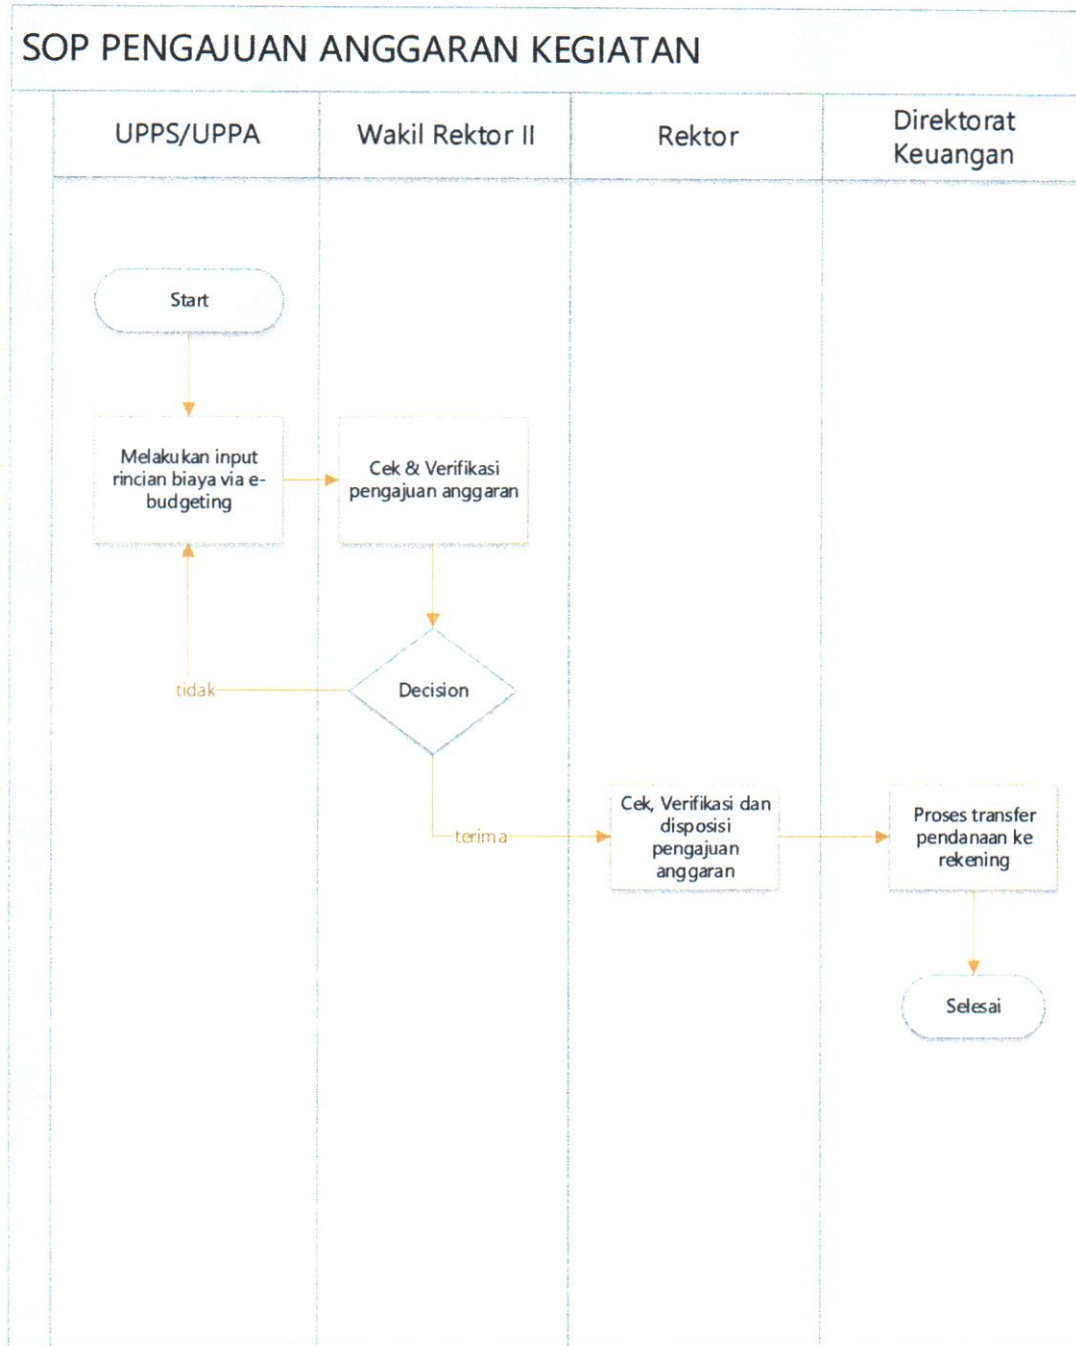 SOP PENGAJUAN ANGGARAN KEGIATAN
UPPS/UPPA
Wakil Rektor II
Rektor
Direktorat
Keuangan
Start
Melakukan input
rincian biaya via e-
budgeting
Cek & Verifikasi
pengajuan anggaran
Decision
tidak
terima
Cek, Verifikasi dan
disposisi
pengajuan
anggaran
Proses transfer
pendanaan ke
rekening
Selesai